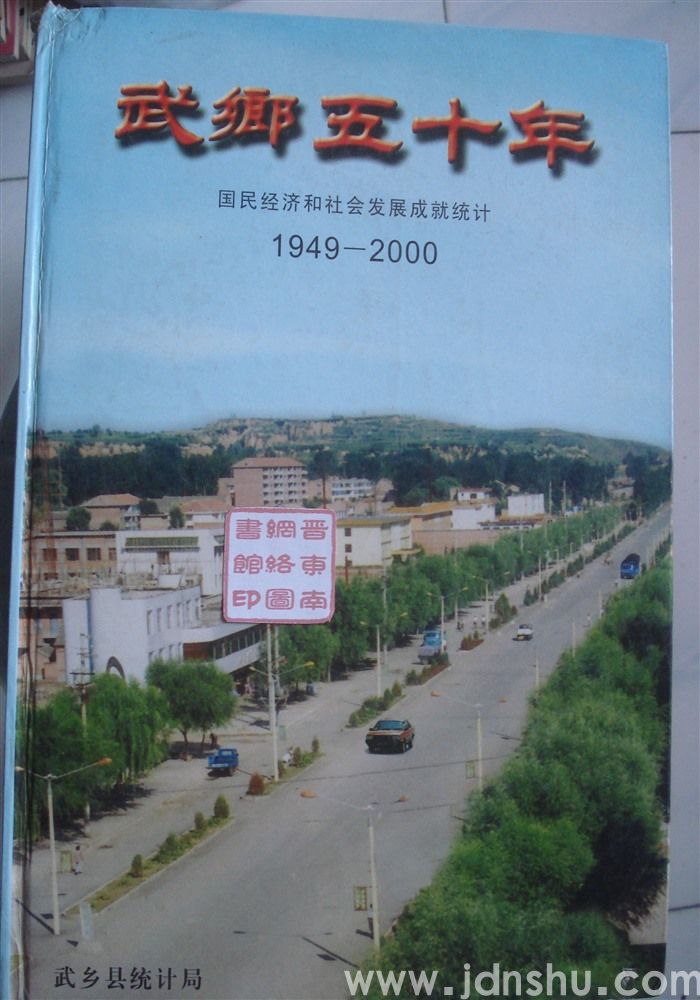 武鄉五十年
国民经济和社会发展成就统计
1949－2000
晋東南
網絡圖
書館印
武乡县统计局
www.jdnshu.com